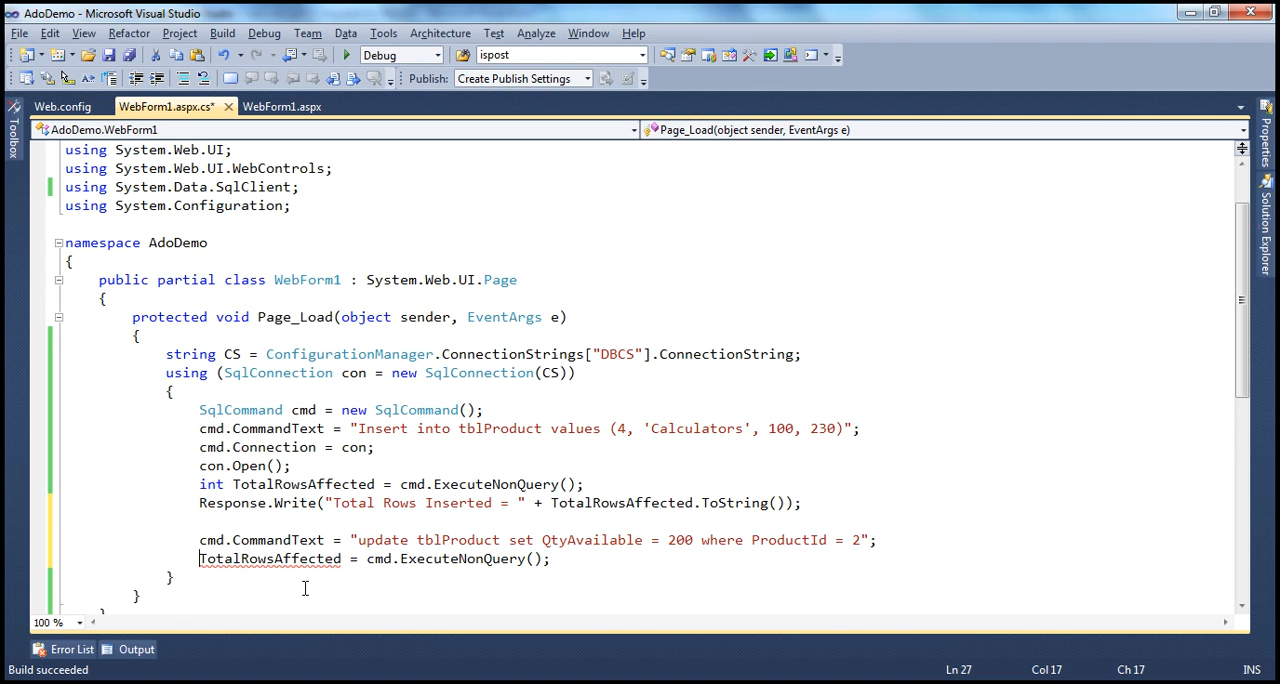 AdoDemo - Microsoft Visual Studio
File Edit View Refactor Project Build Debug Team Data Tools Architecture Test Analyze Window Help
Debug ispost
Publish: Create Publish Settings
Web.config WebForm1.aspx.cs* WebForm1.aspx
AdoDemo.WebForm1 Page_Load(object sender, EventArgs e)
Toolbox
Properties
Solution Explorer
using System.Web.UI;
using System.Web.UI.WebControls;
using System.Data.SqlClient;
using System.Configuration;
namespace AdoDemo
{
public partial class WebForm1 : System.Web.UI.Page
{
protected void Page_Load(object sender, EventArgs e)
{
string CS = ConfigurationManager.ConnectionStrings["DBCS"].ConnectionString;
using (SqlConnection con = new SqlConnection(CS))
{
SqlCommand cmd = new SqlCommand();
cmd.CommandText = "Insert into tblProduct values (4, 'Calculators', 100, 230)";
cmd.Connection = con;
con.Open();
int TotalRowsAffected = cmd.ExecuteNonQuery();
Response.Write("Total Rows Inserted = " + TotalRowsAffected.ToString());
cmd.CommandText = "update tblProduct set QtyAvailable = 200 where ProductId = 2";
TotalRowsAffected = cmd.ExecuteNonQuery();
}
}
}
100 %
Error List Output
Build succeeded Ln 27 Col 17 Ch 17 INS